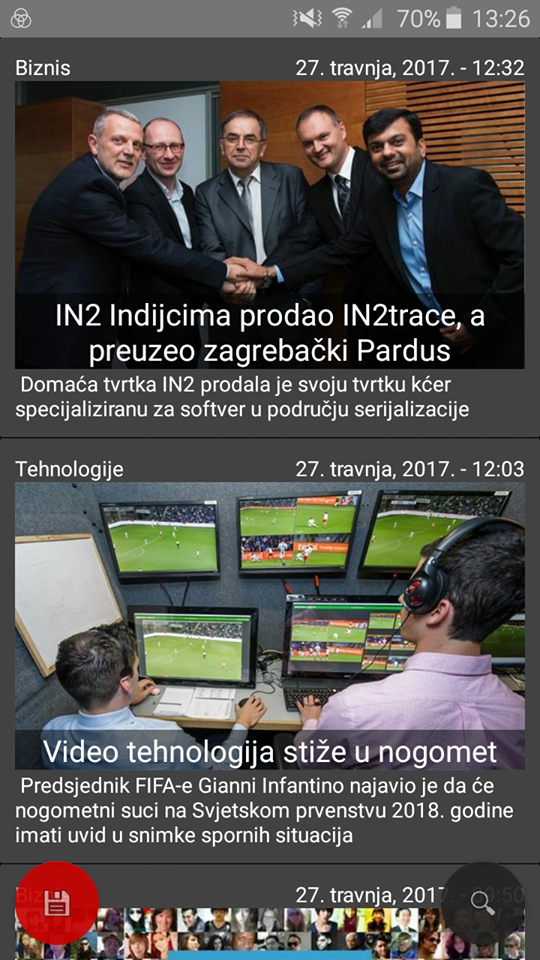 70% 13:26
Biznis 27. travnja, 2017. - 12:32
IN2 Indijcima prodao IN2trace, a
preuzeo zagrebački Pardus
Domaća tvrtka IN2 prodala je svoju tvrtku kćer
specijaliziranu za softver u području serijalizacije
Tehnologije 27. travnja, 2017. - 12:03
Video tehnologija stiže u nogomet
Predsjednik FIFA-e Gianni Infantino najavio je da će
nogometni suci na Svjetskom prvenstvu 2018. godine
imati uvid u snimke spornih situacija
27. travnja, 2017. - 09:50